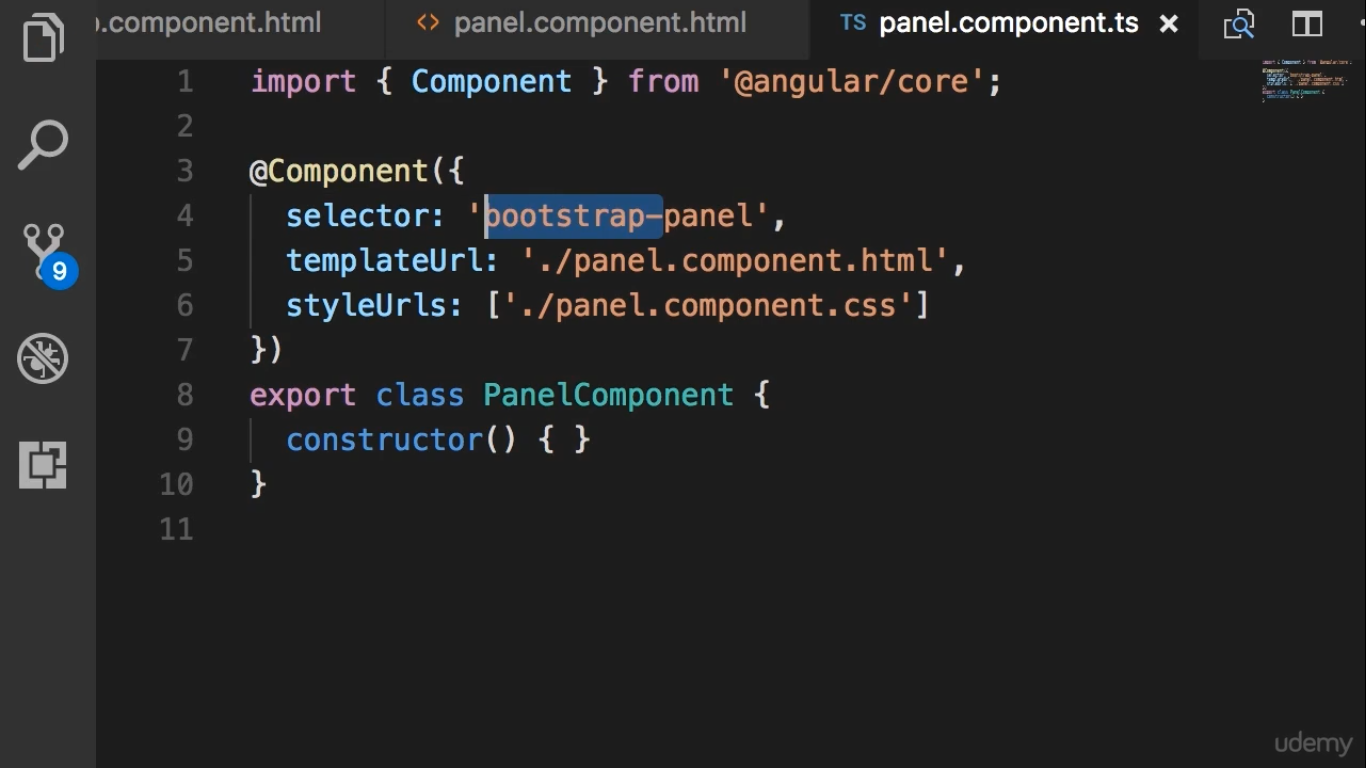 .component.html
<> panel.component.html
TS panel.component.ts ×
1 import { Component } from '@angular/core';
2
3 @Component({
4 selector: 'bootstrap-panel',
5 templateUrl: './panel.component.html',
6 styleUrls: ['./panel.component.css']
7 })
8 export class PanelComponent {
9 constructor() { }
10 }
11
9
udemy